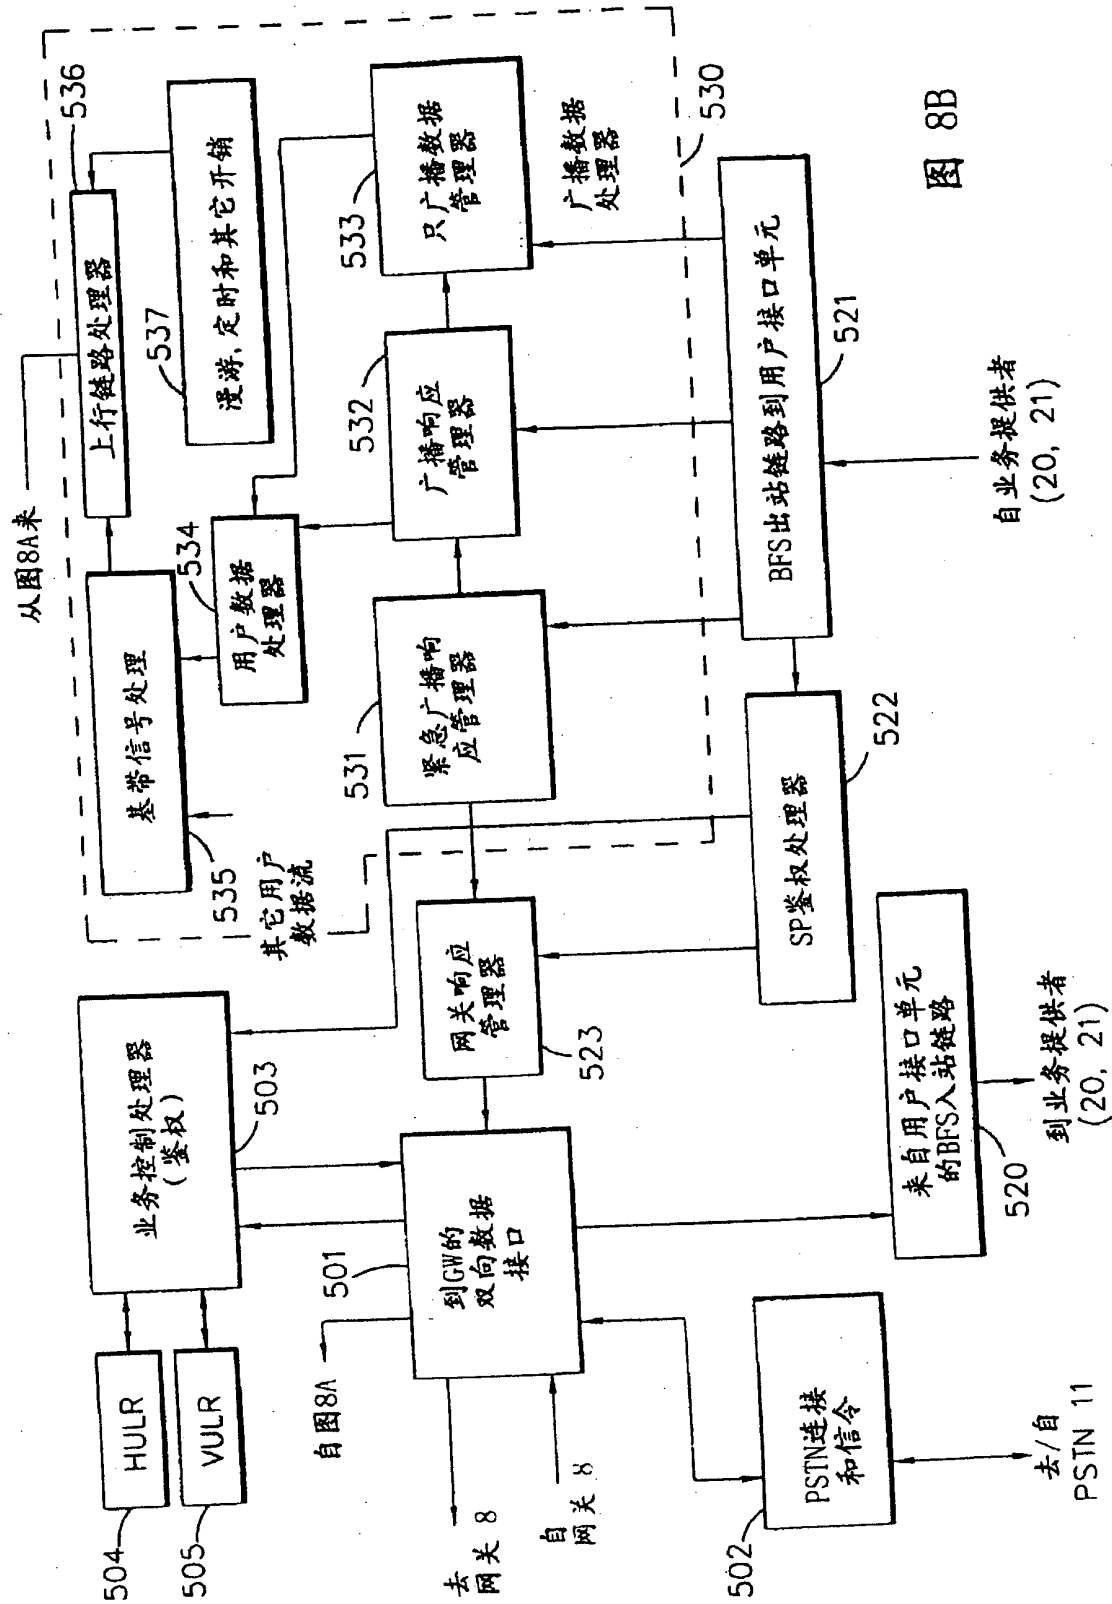 从图8A来
536
上行链路处理器
537
漫游,定时和其它开销
基带信号处理
535
534
用户数据
处理器
其它用户
数据流
533
只广播数据
管理器
532
广播响应
管理器
531
紧急广播响
应管理器
广播数据
处理器
530
504
HULR
505
VULR
业务控制处理器
(鉴权)
503
自图8A
501
到GW的
双向数据
接口
网关响应
管理器
523
去
网关 8
自
网关 8
BFS出站链路到用户接口单元
521
自业务提供者
(20, 21)
SP鉴权处理器
522
来自用户接口单元
的BFS入站链路
520
到业务提供者
(20, 21)
PSTN连接
和信令
502
去/自
PSTN 11
图 8B